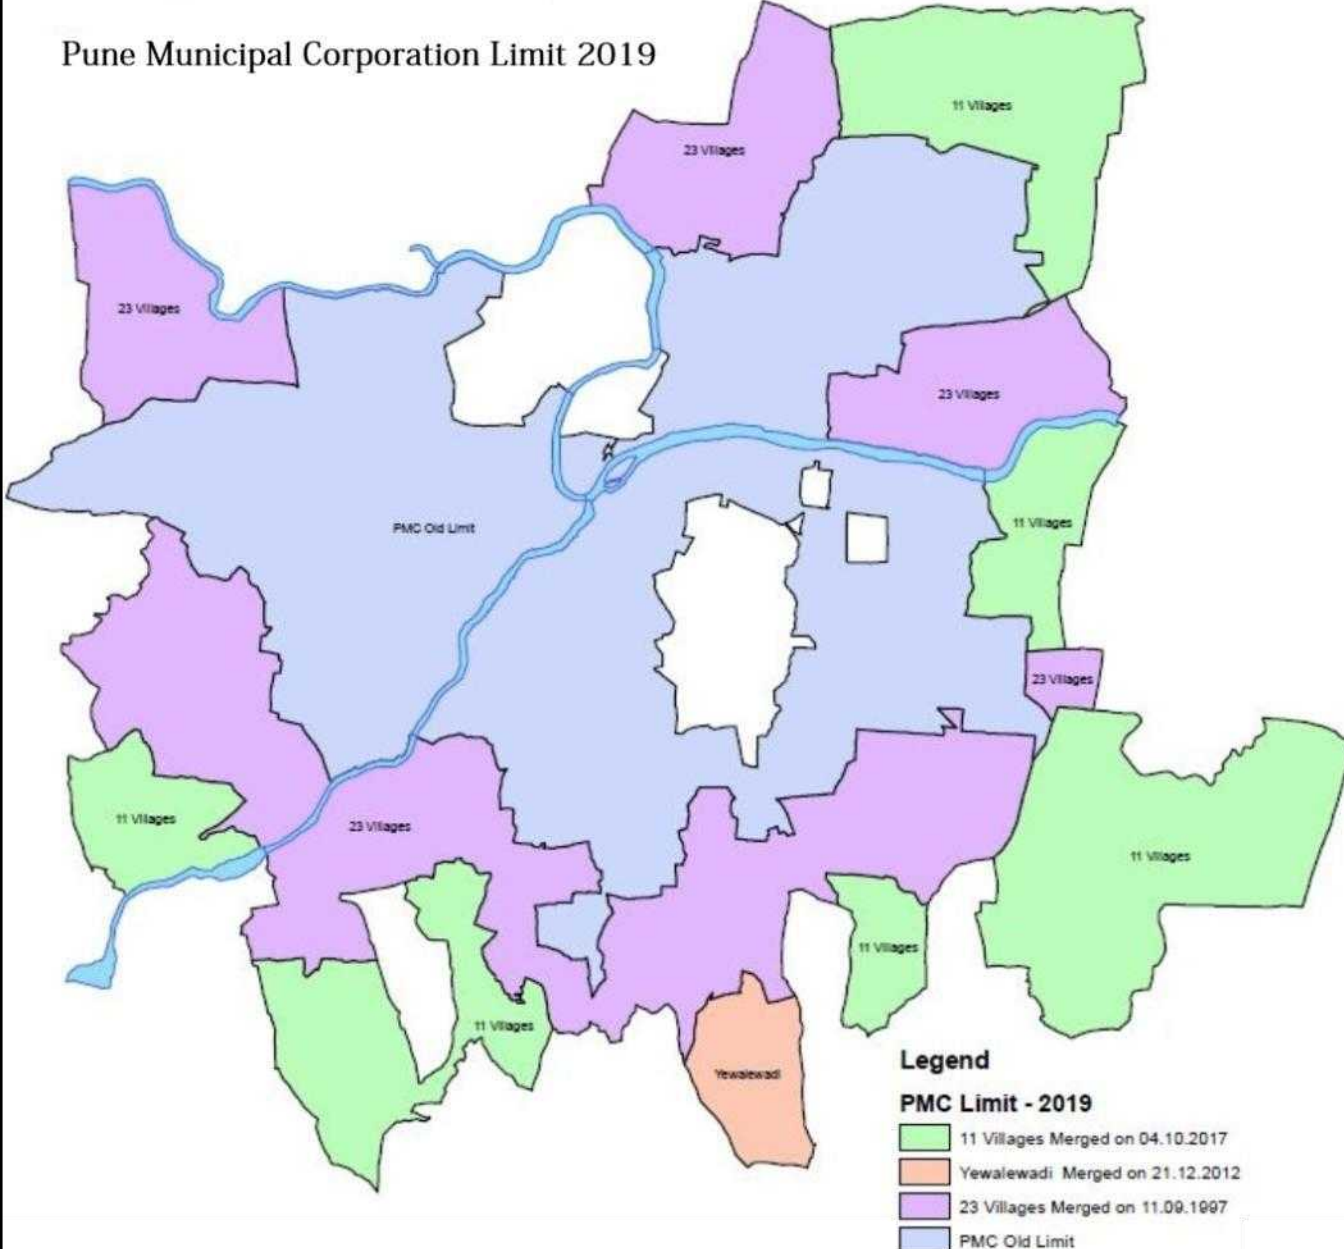 Pune Municipal Corporation Limit 2019
11 Villages
23 Villages
23 Villages
23 Villages
11 Villages
PMC Old Limit
23 Villages
11 Villages
23 Villages
11 Villages
11 Villages
11 Villages
Yewalewadi
Legend
PMC Limit - 2019
11 Villages Merged on 04.10.2017
Yewalewadi Merged on 21.12.2012
23 Villages Merged on 11.09.1997
PMC Old Limit